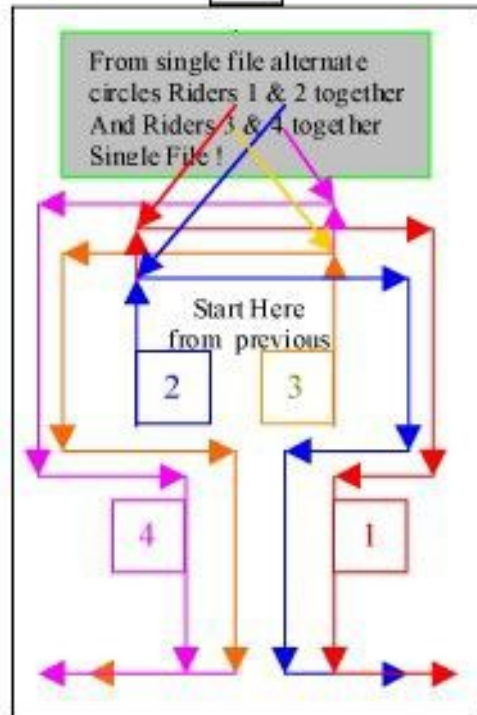 From single file alternate
circles Riders 1 & 2 together
And Riders 3 & 4 together
Single File !
Start Here
from previous
2
3
4
1